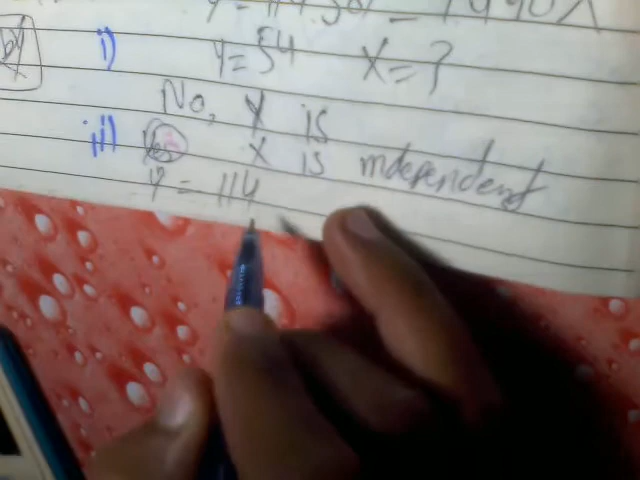 b) i) Y = 54 X = ?
No, Y is
ii) X is independent
Y = 114